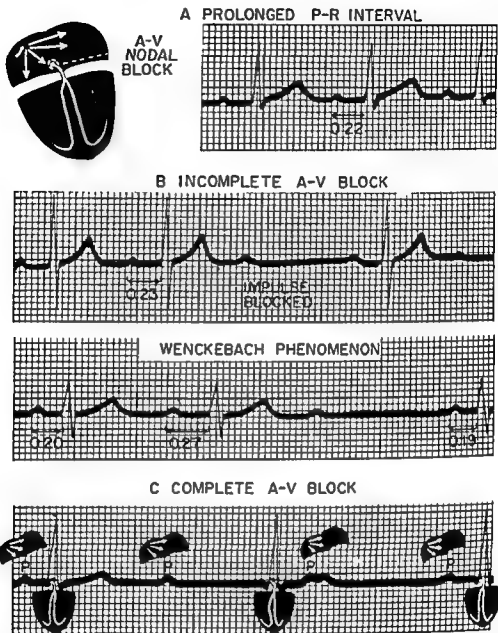 A PROLONGED P-R INTERVAL
A-V
NODAL
BLOCK
0.22
B INCOMPLETE A-V BLOCK
0.23
IMPULSE
BLOCKED
WENCKEBACH PHENOMENON
0.20
0.27
0.19
C COMPLETE A-V BLOCK
P
P
P
P